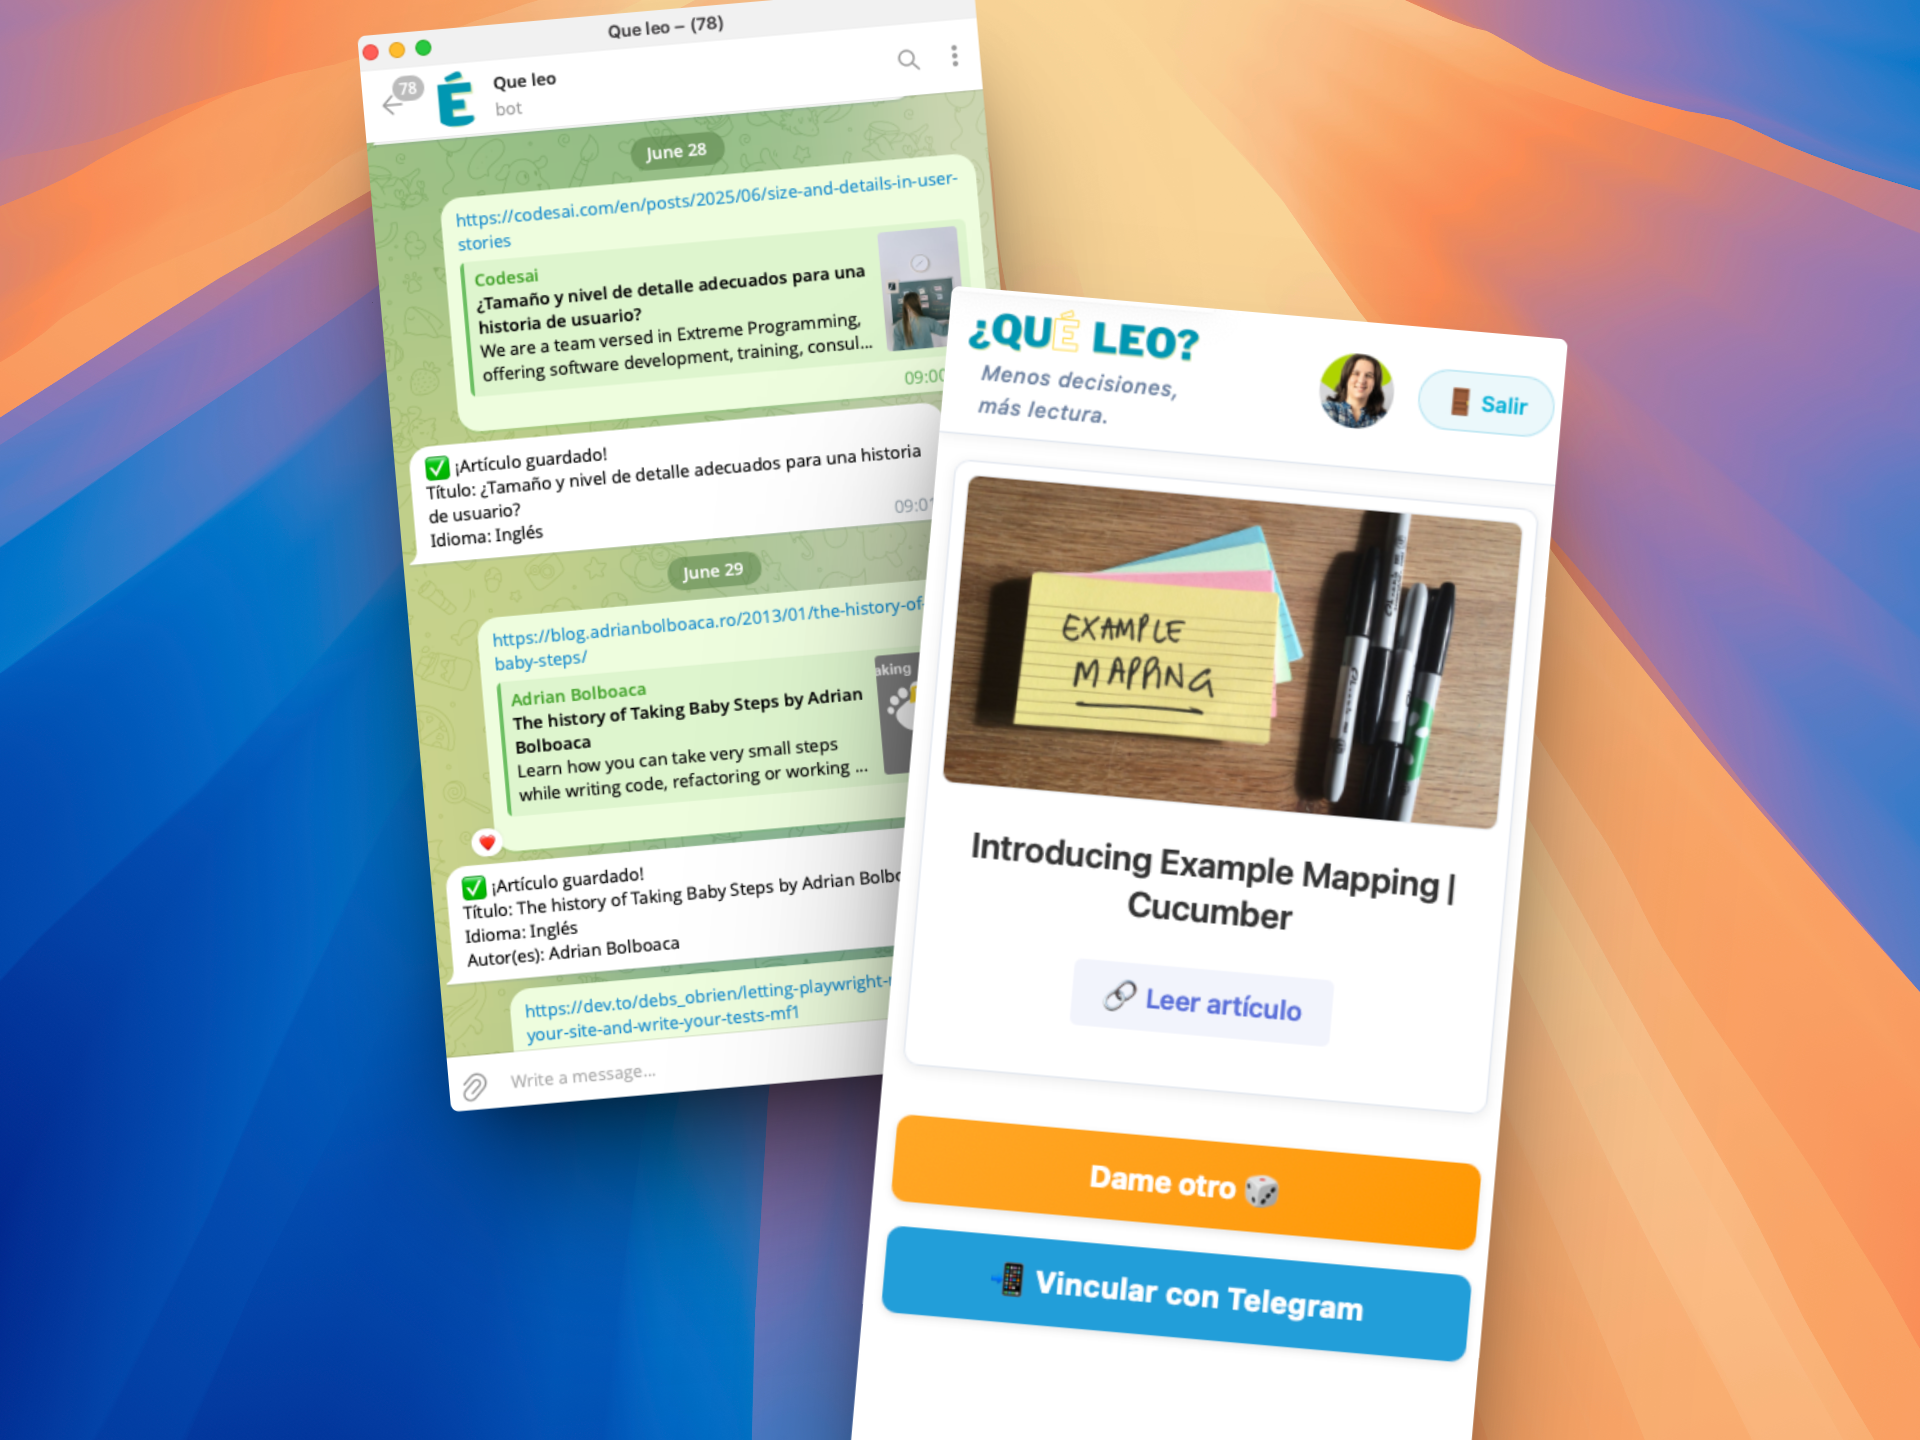 Que leo – (78)
78
Que leo
bot
June 28
https://codesai.com/en/posts/2025/06/size-and-details-in-user-
stories
Codesai
¿Tamaño y nivel de detalle adecuados para una
historia de usuario?
We are a team versed in Extreme Programming,
offering software development, training, consul...
09:00
✅ ¡Artículo guardado!
Título: ¿Tamaño y nivel de detalle adecuados para una historia
de usuario?
Idioma: Inglés
09:01
June 29
https://blog.adrianbolboaca.ro/2013/01/the-history-of-
baby-steps/
Adrian Bolboaca
The history of Taking Baby Steps by Adrian
Bolboaca
Learn how you can take very small steps
while writing code, refactoring or working ...
aking
✅ ¡Artículo guardado!
Título: The history of Taking Baby Steps by Adrian Bolbo
Idioma: Inglés
Autor(es): Adrian Bolboaca
https://dev.to/debs_obrien/letting-playwright-
your-site-and-write-your-tests-mf1
Write a message...
¿QUÉ LEO?
Menos decisiones,
más lectura.
🚪 Salir
EXAMPLE
MAPPING
Introducing Example Mapping |
Cucumber
🔗 Leer artículo
Dame otro 🎲
📲 Vincular con Telegram